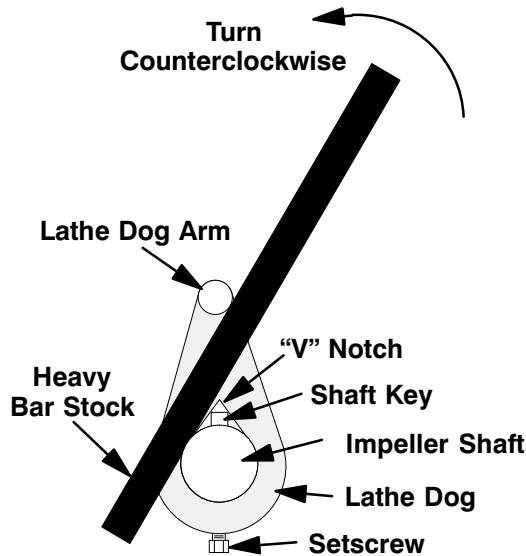 Turn
Counterclockwise
Lathe Dog Arm
“V” Notch
Heavy
Bar Stock
Shaft Key
Impeller Shaft
Lathe Dog
Setscrew